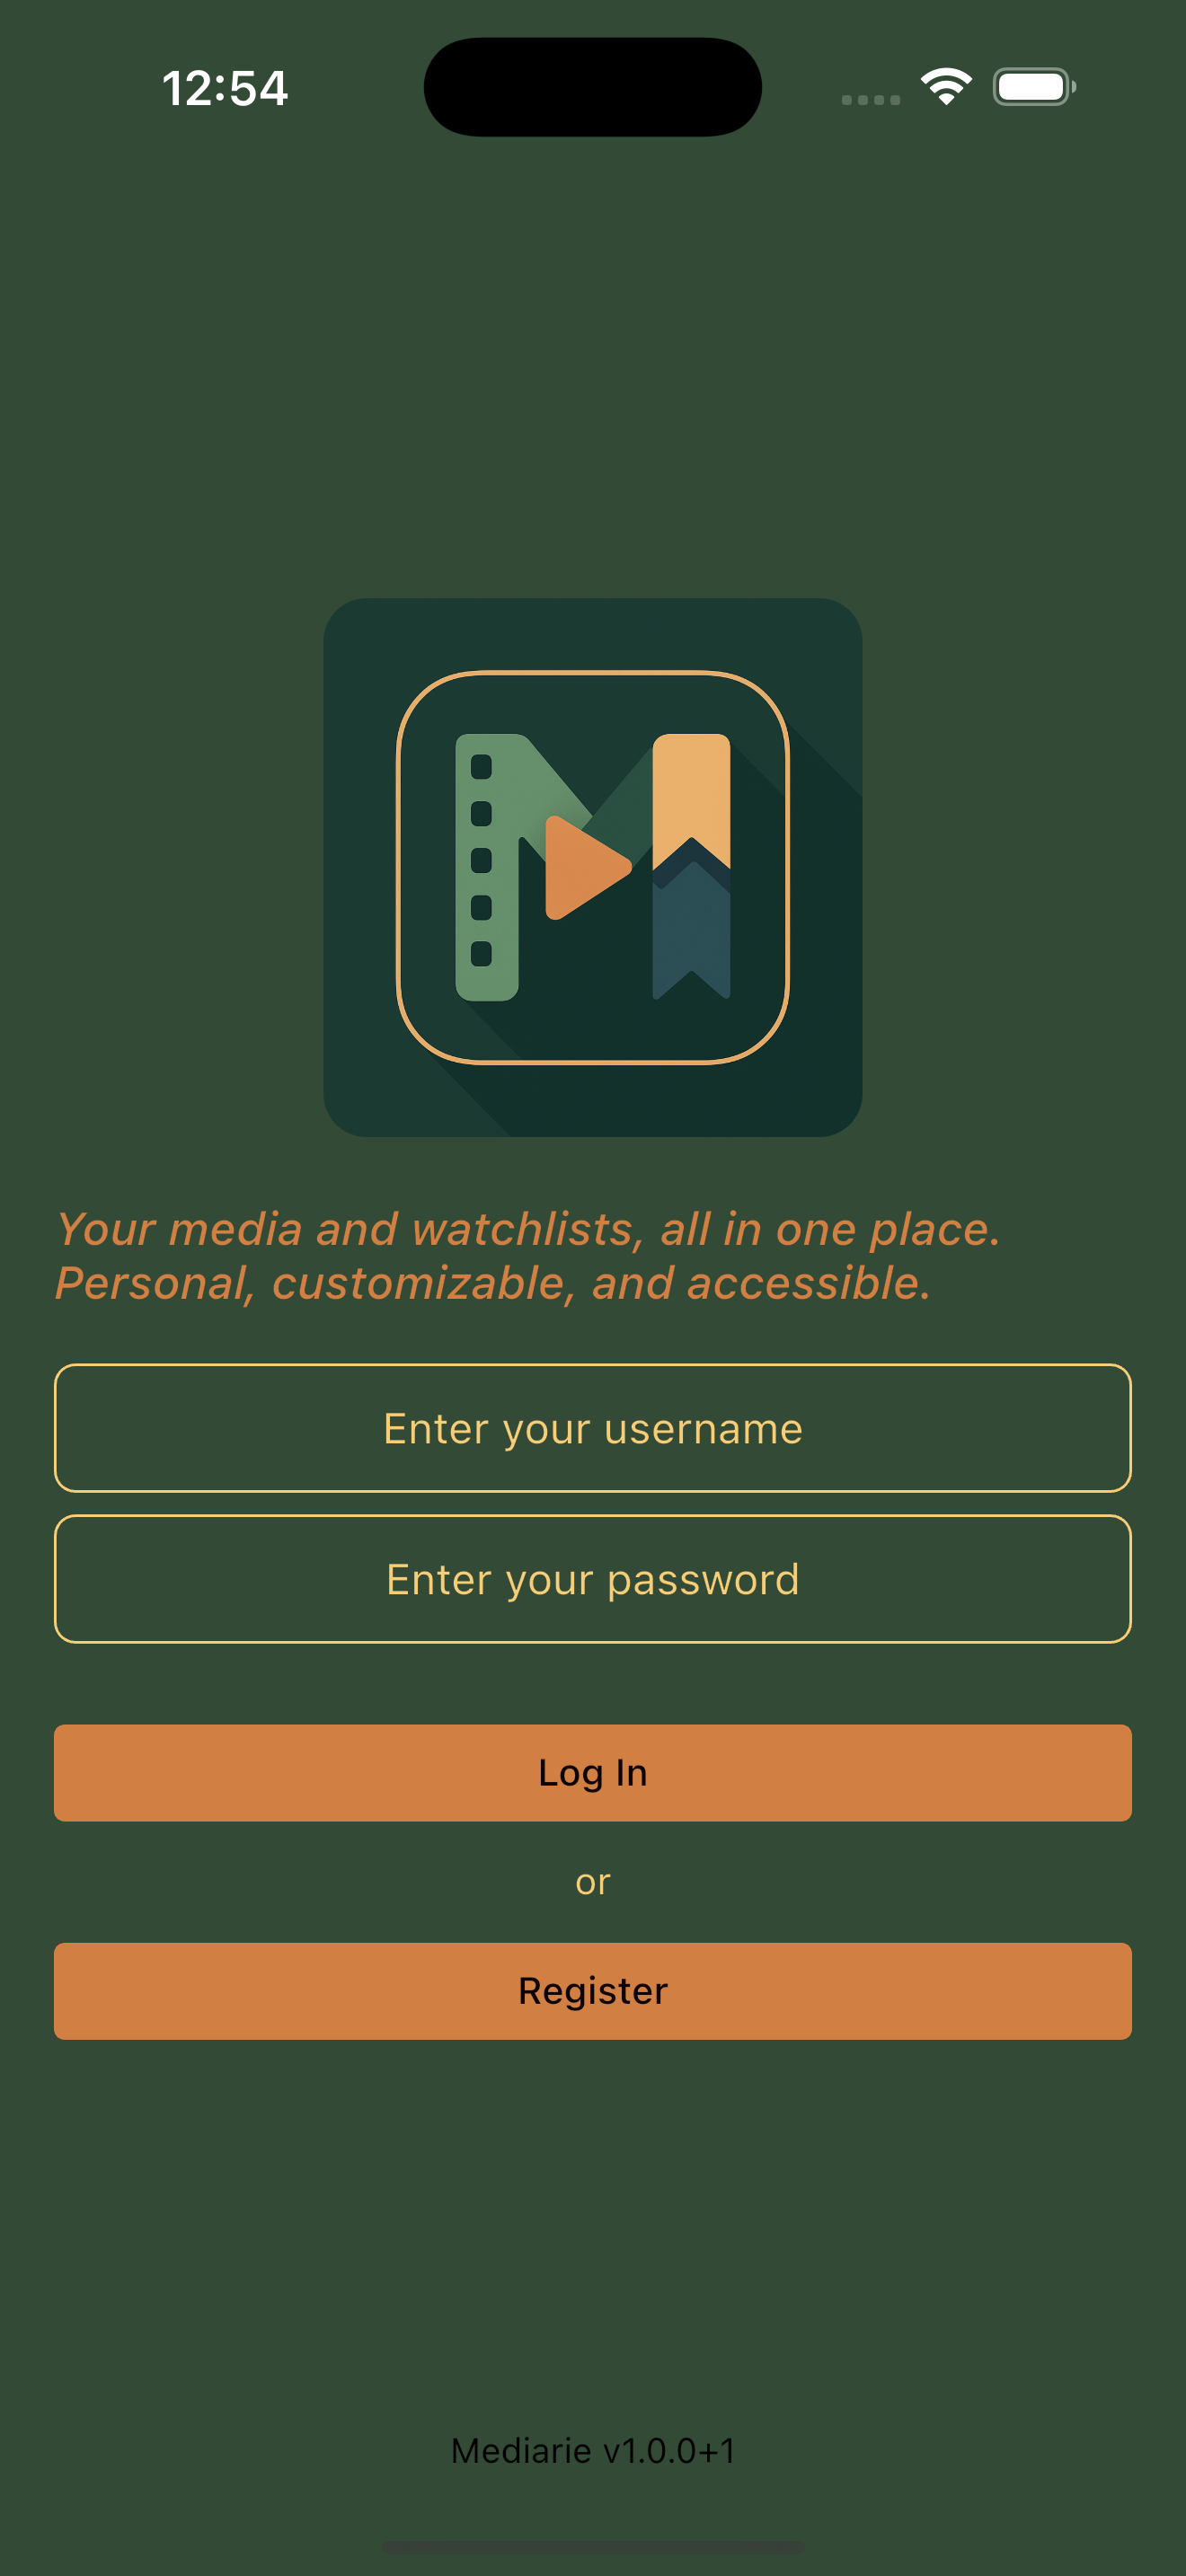 12:54
Your media and watchlists, all in one place.
Personal, customizable, and accessible.
Enter your username
Enter your password
Log In
or
Register
Mediarie v1.0.0+1